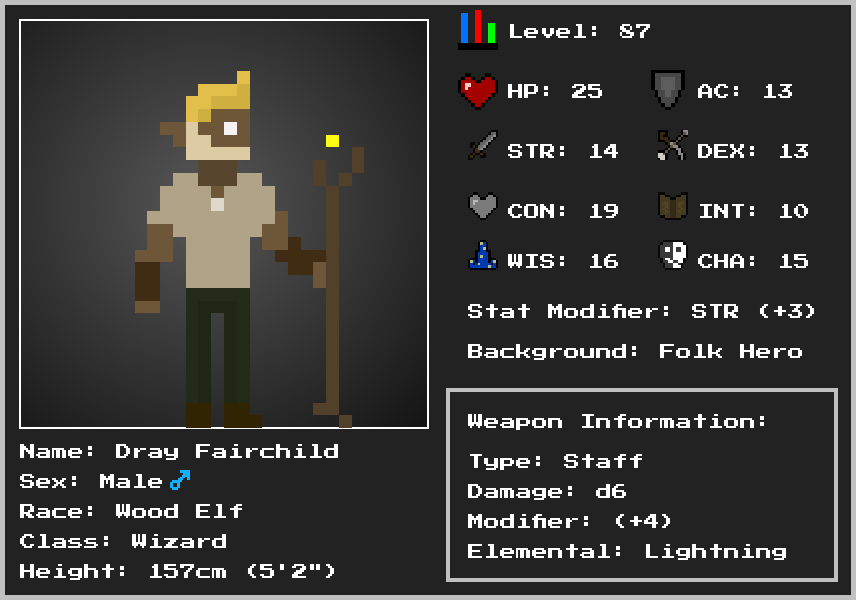 Level: 87
HP: 25
AC: 13
STR: 14
DEX: 13
CON: 19
INT: 10
WIS: 16
CHA: 15
Stat Modifier: STR (+3)
Background: Folk Hero
Weapon Information:
Type: Staff
Damage: d6
Modifier: (+4)
Elemental: Lightning
Name: Dray Fairchild
Sex: Male ♂
Race: Wood Elf
Class: Wizard
Height: 157cm (5'2")